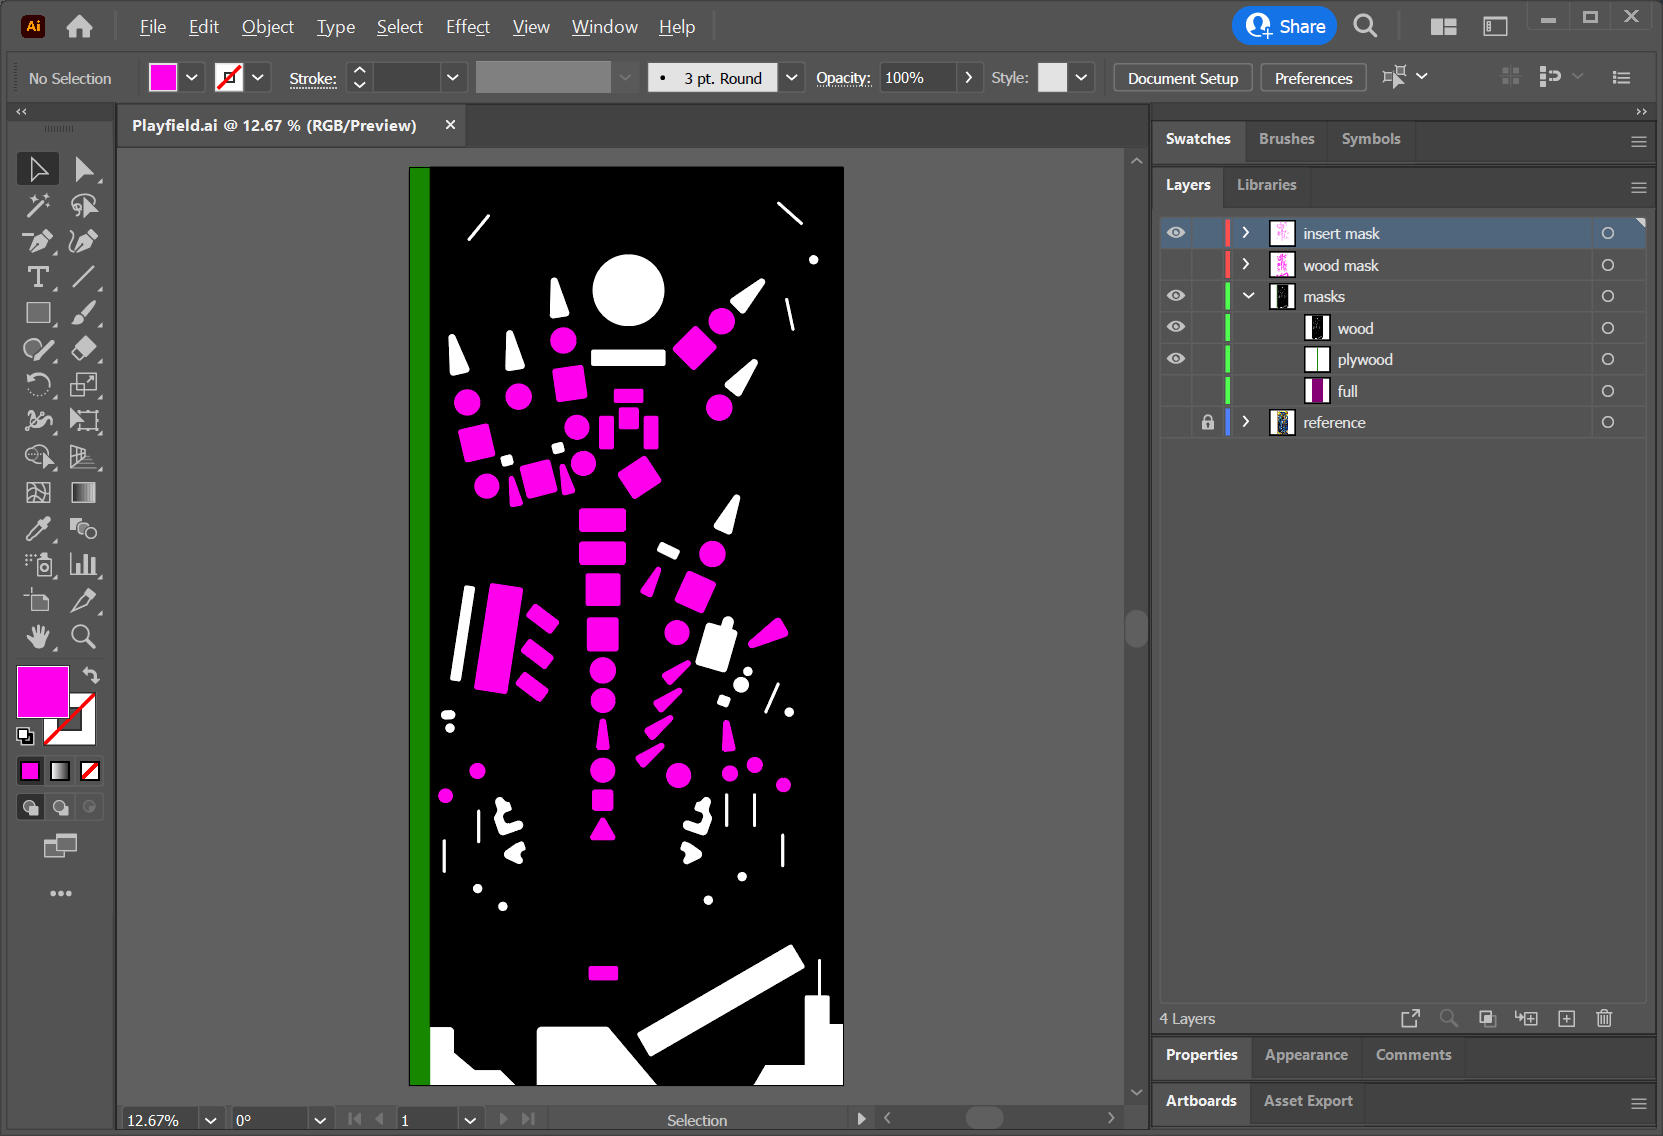 Ai File Edit Object Type Select Effect View Window Help Share
No Selection Stroke: 3 pt. Round Opacity: 100% Style: Document Setup Preferences
Playfield.ai @ 12.67 % (RGB/Preview)
Swatches Brushes Symbols
Layers Libraries
insert mask
wood mask
masks
wood
plywood
full
reference
4 Layers
Properties Appearance Comments
Artboards Asset Export
12.67% 0° 1 Selection